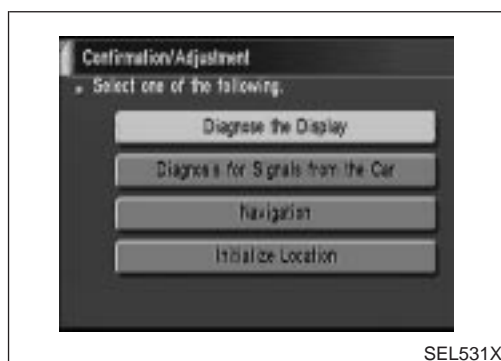 Confirmation/Adjustment
Select one of the following.
Diagnose the Display
Diagnosis for Signals from the Car
Navigation
Initialize Location
SEL531X